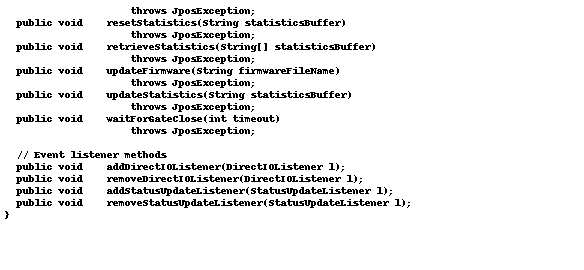 throws JposException;
public void resetStatistics(String statisticsBuffer)
throws JposException;
public void retrieveStatistics(String[] statisticsBuffer)
throws JposException;
public void updateFirmware(String firmwareFileName)
throws JposException;
public void updateStatistics(String statisticsBuffer)
throws JposException;
public void waitForGateClose(int timeout)
throws JposException;
// Event listener methods
public void addDirectIOListener(DirectIOListener l);
public void removeDirectIOListener(DirectIOListener l);
public void addStatusUpdateListener(StatusUpdateListener l);
public void removeStatusUpdateListener(StatusUpdateListener l);
}